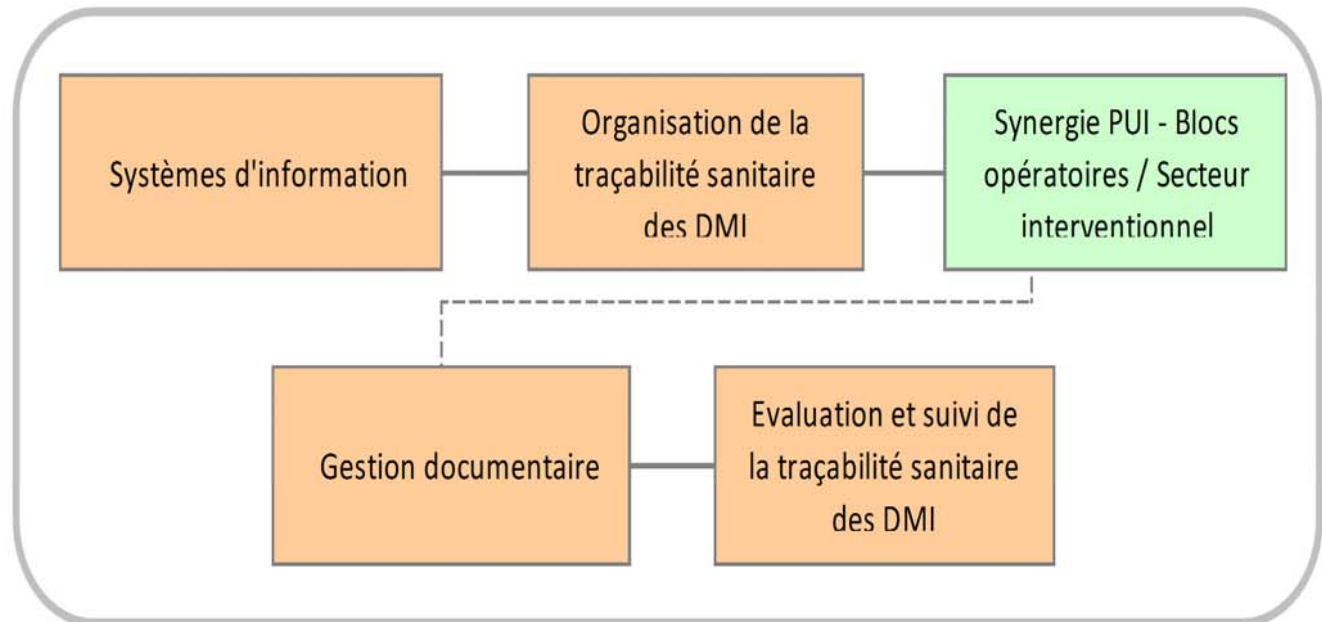 Systèmes d'information
Organisation de la
traçabilité sanitaire
des DMI
Synergie PUI - Blocs
opératoires / Secteur
interventionnel
Gestion documentaire
Evaluation et suivi de
la traçabilité sanitaire
des DMI